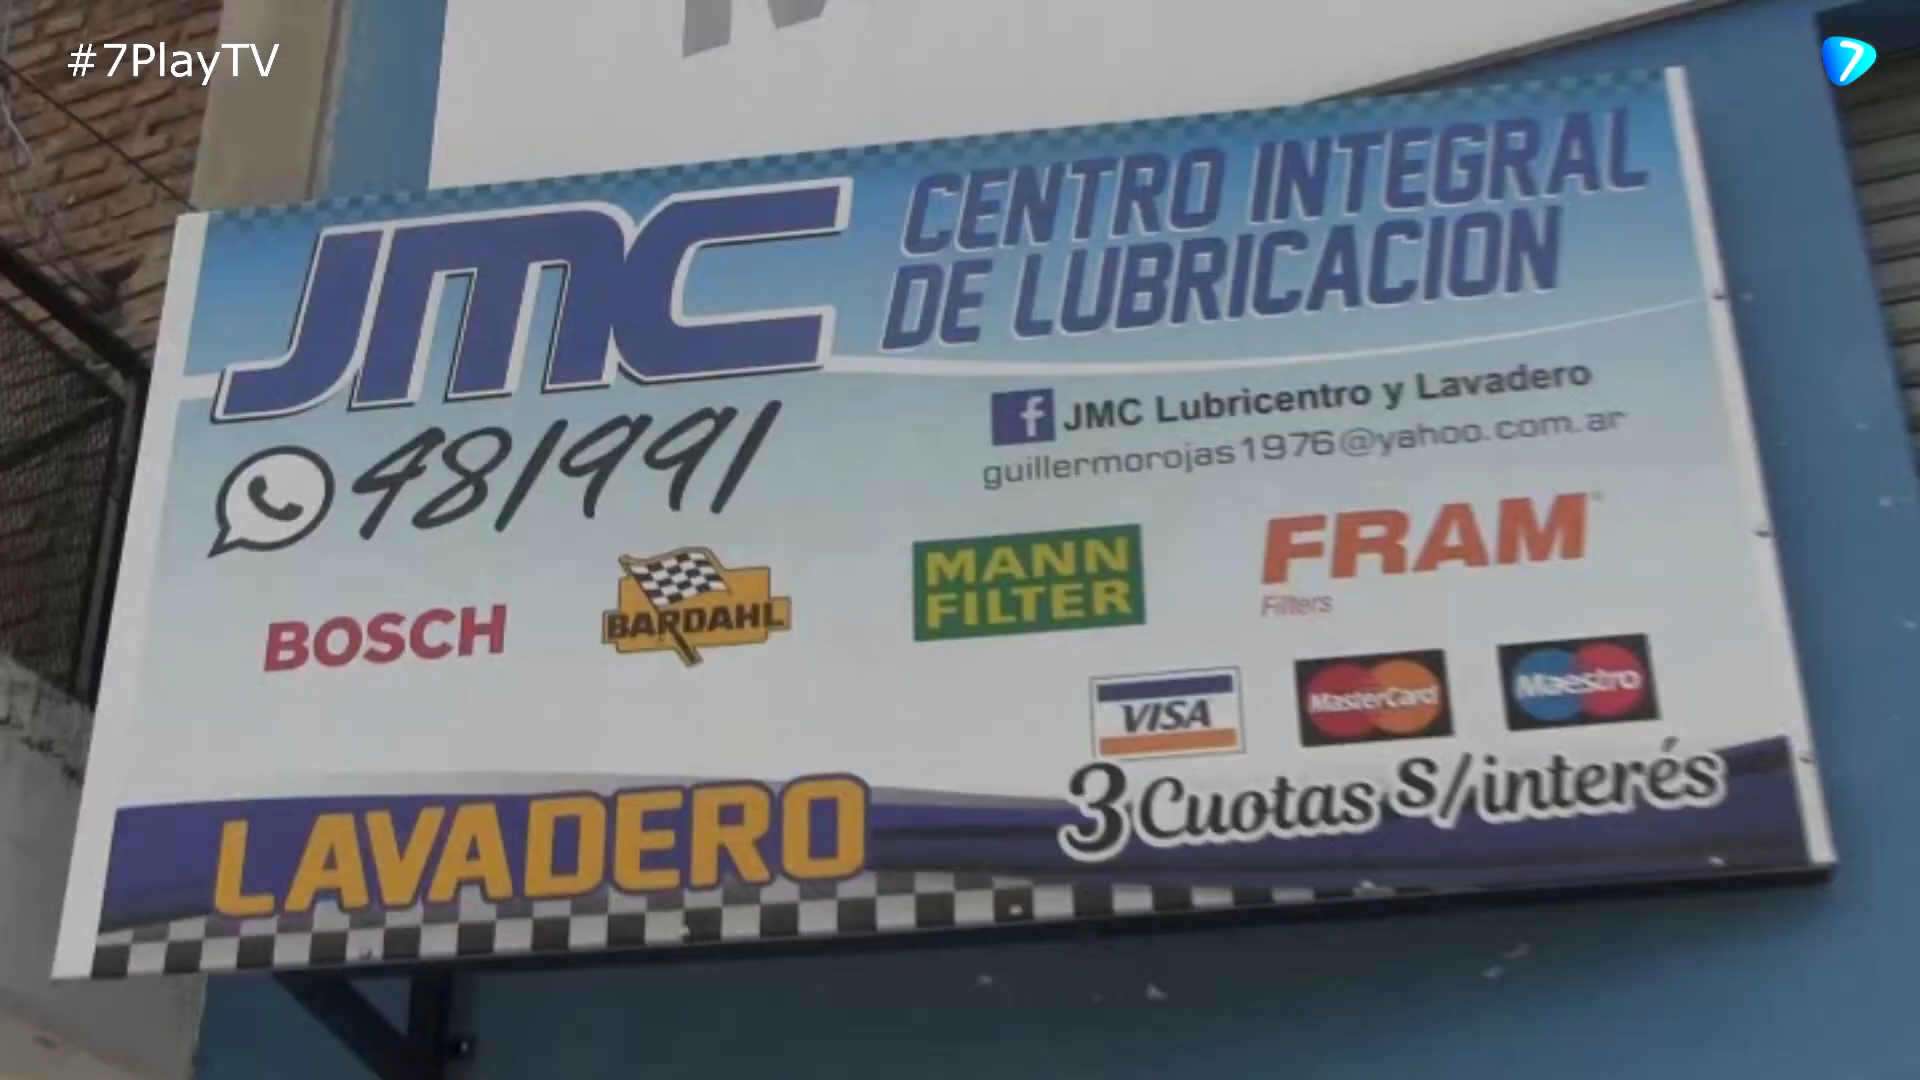 #7PlayTV
7
JMC
CENTRO INTEGRAL
DE LUBRICACION
481991
JMC Lubricentro y Lavadero
guillermorojas1976@yahoo.com.ar
BOSCH
BARDAHL
MANN
FILTER
FRAM
Filters
VISA
MasterCard
Maestro
3 Cuotas s/interés
LAVADERO